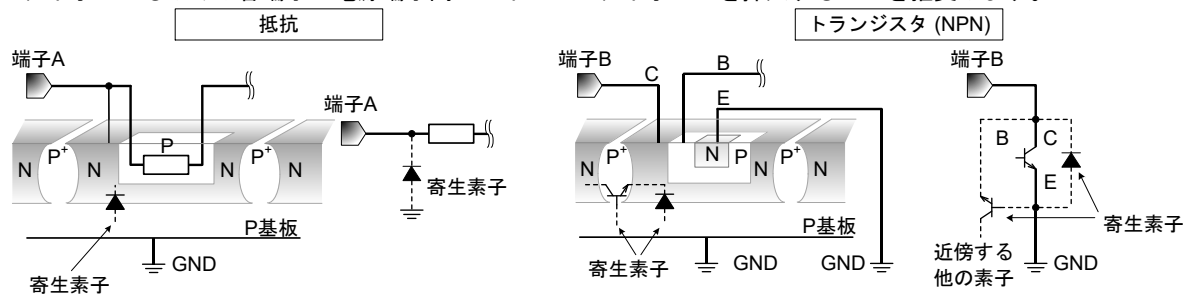 抵抗
トランジスタ (NPN)
端子A
端子A
N
P+
N
P
N
P+
N
寄生素子
P基板
寄生素子
GND
端子B
C
B
E
N
P+
N
N
P
N
P+
N
P基板
寄生素子
GND
GND
端子B
B
C
E
寄生素子
近傍する
他の素子
GND